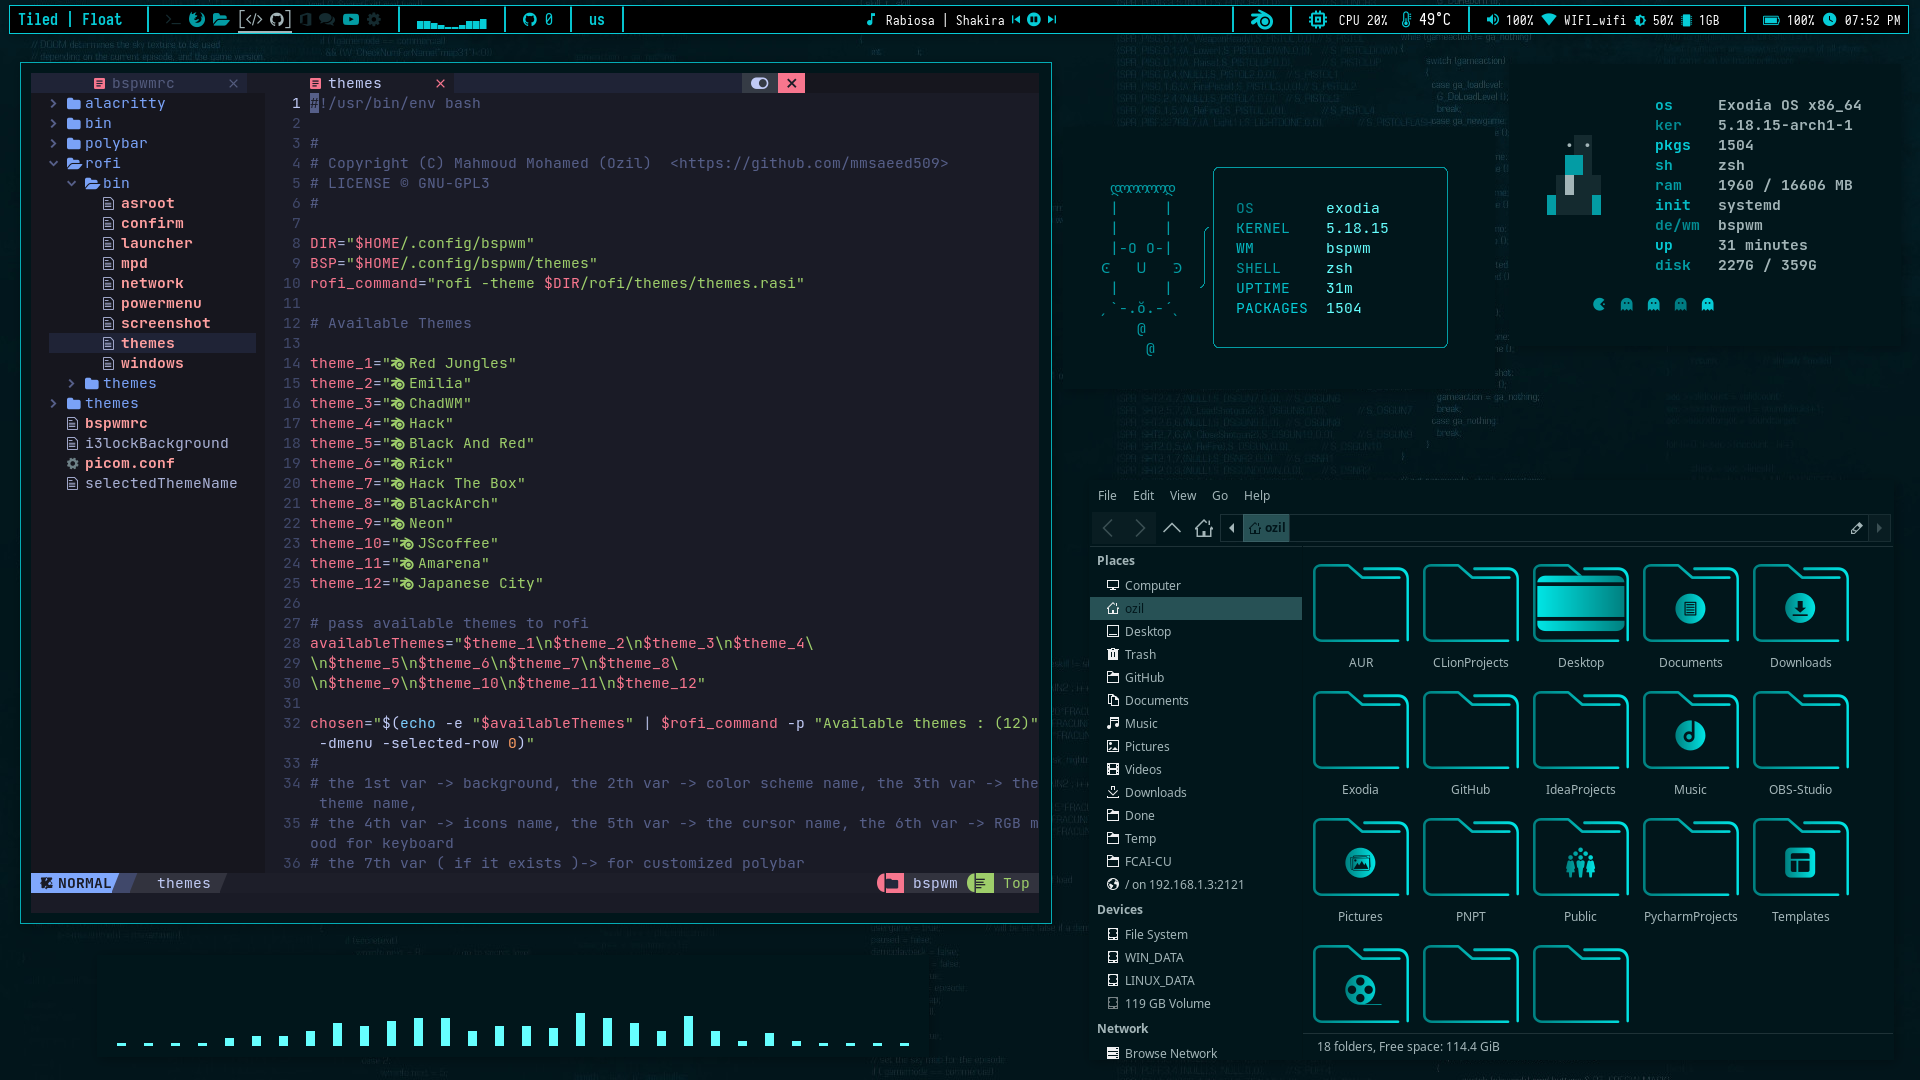 Tiled | Float
0
us
Rabiosa | Shakira
CPU 20%
49°C
100%
WIFI_wifi
50%
1GB
100%
07:52 PM
bspwmrc
themes
alacritty
bin
polybar
rofi
bin
asroot
confirm
launcher
mpd
network
powermenu
screenshot
themes
windows
themes
themes
bspwmrc
i3lockBackground
picom.conf
selectedThemeName
1 #!/usr/bin/env bash
2
3 #
4 # Copyright (C) Mahmoud Mohamed (Ozil)  <https://github.com/mmsaeed509>
5 # LICENSE © GNU-GPL3
6 #
7
8 DIR="$HOME/.config/bspwm"
9 BSP="$HOME/.config/bspwm/themes"
10 rofi_command="rofi -theme $DIR/rofi/themes/themes.rasi"
11
12 # Available Themes
13
14 theme_1="Red Jungles"
15 theme_2="Emilia"
16 theme_3="ChadWM"
17 theme_4="Hack"
18 theme_5="Black And Red"
19 theme_6="Rick"
20 theme_7="Hack The Box"
21 theme_8="BlackArch"
22 theme_9="Neon"
23 theme_10="JScoffee"
24 theme_11="Amarena"
25 theme_12="Japanese City"
26
27 # pass available themes to rofi
28 availableThemes="$theme_1\n$theme_2\n$theme_3\n$theme_4\
29 \n$theme_5\n$theme_6\n$theme_7\n$theme_8\
30 \n$theme_9\n$theme_10\n$theme_11\n$theme_12"
31
32 chosen="$(echo -e "$availableThemes" | $rofi_command -p "Available themes : (12)"
-dmenu -selected-row 0)"
33 #
34 # the 1st var -> background, the 2th var -> color scheme name, the 3th var -> the
theme name,
35 # the 4th var -> icons name, the 5th var -> the cursor name, the 6th var -> RGB m
ood for keyboard
36 # the 7th var ( if it exists )-> for customized polybar
NORMAL
themes
bspwm
Top
OS exodia
KERNEL 5.18.15
WM bspwm
SHELL zsh
UPTIME 31m
PACKAGES 1504
os Exodia OS x86_64
ker 5.18.15-arch1-1
pkgs 1504
sh zsh
ram 1960 / 16606 MB
init systemd
de/wm bspwm
up 31 minutes
disk 227G / 359G
File Edit View Go Help
ozil
Places
Computer
ozil
Desktop
Trash
GitHub
Documents
Music
Pictures
Videos
Downloads
Done
Temp
FCAI-CU
/ on 192.168.1.3:2121
Devices
File System
WIN_DATA
LINUX_DATA
119 GB Volume
Network
Browse Network
AUR
CLionProjects
Desktop
Documents
Downloads
Exodia
GitHub
IdeaProjects
Music
OBS-Studio
Pictures
PNPT
Public
PycharmProjects
Templates
18 folders, Free space: 114.4 GiB